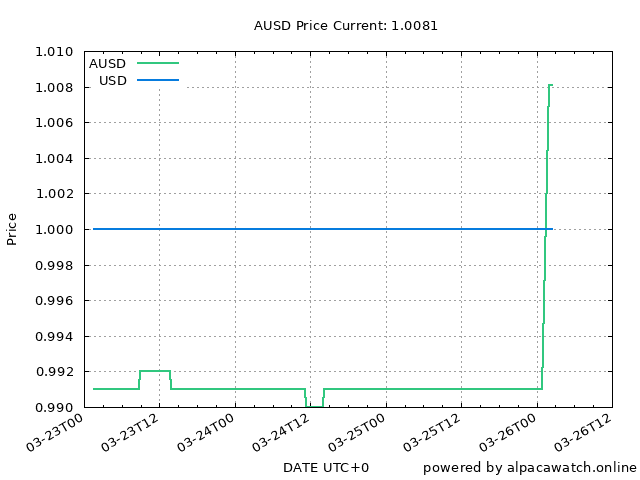 AUSD Price Current: 1.0081
AUSD
USD
1.010
1.008
1.006
1.004
1.002
1.000
0.998
0.996
0.994
0.992
0.990
Price
03-23T00
03-23T12
03-24T00
03-24T12
03-25T00
03-25T12
03-26T00
03-26T12
DATE UTC+0
powered by alpacawatch.online